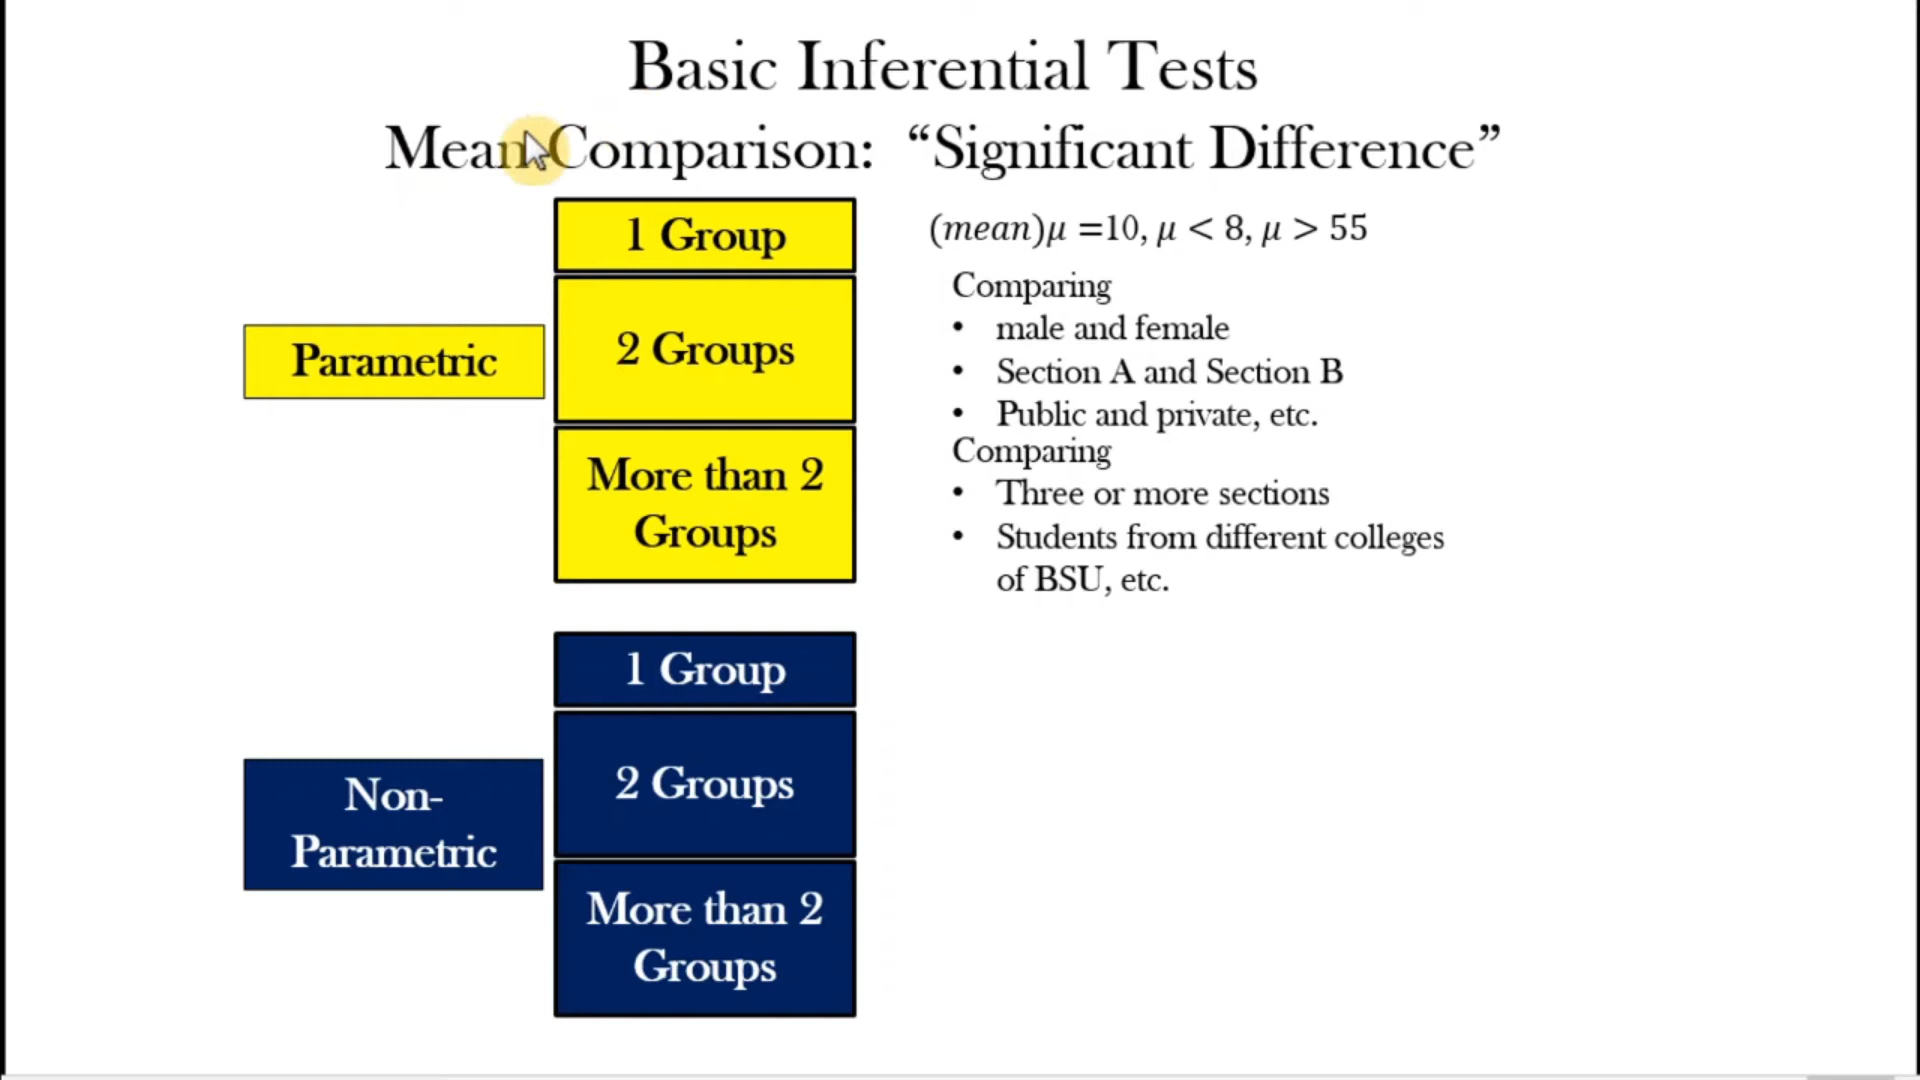 Basic Inferential Tests
Mean Comparison: “Significant Difference”
1 Group
(mean)μ =10, μ < 8, μ > 55
Parametric
2 Groups
Comparing
• male and female
• Section A and Section B
• Public and private, etc.
More than 2
Groups
Comparing
• Three or more sections
• Students from different colleges
of BSU, etc.
Non-
Parametric
1 Group
2 Groups
More than 2
Groups